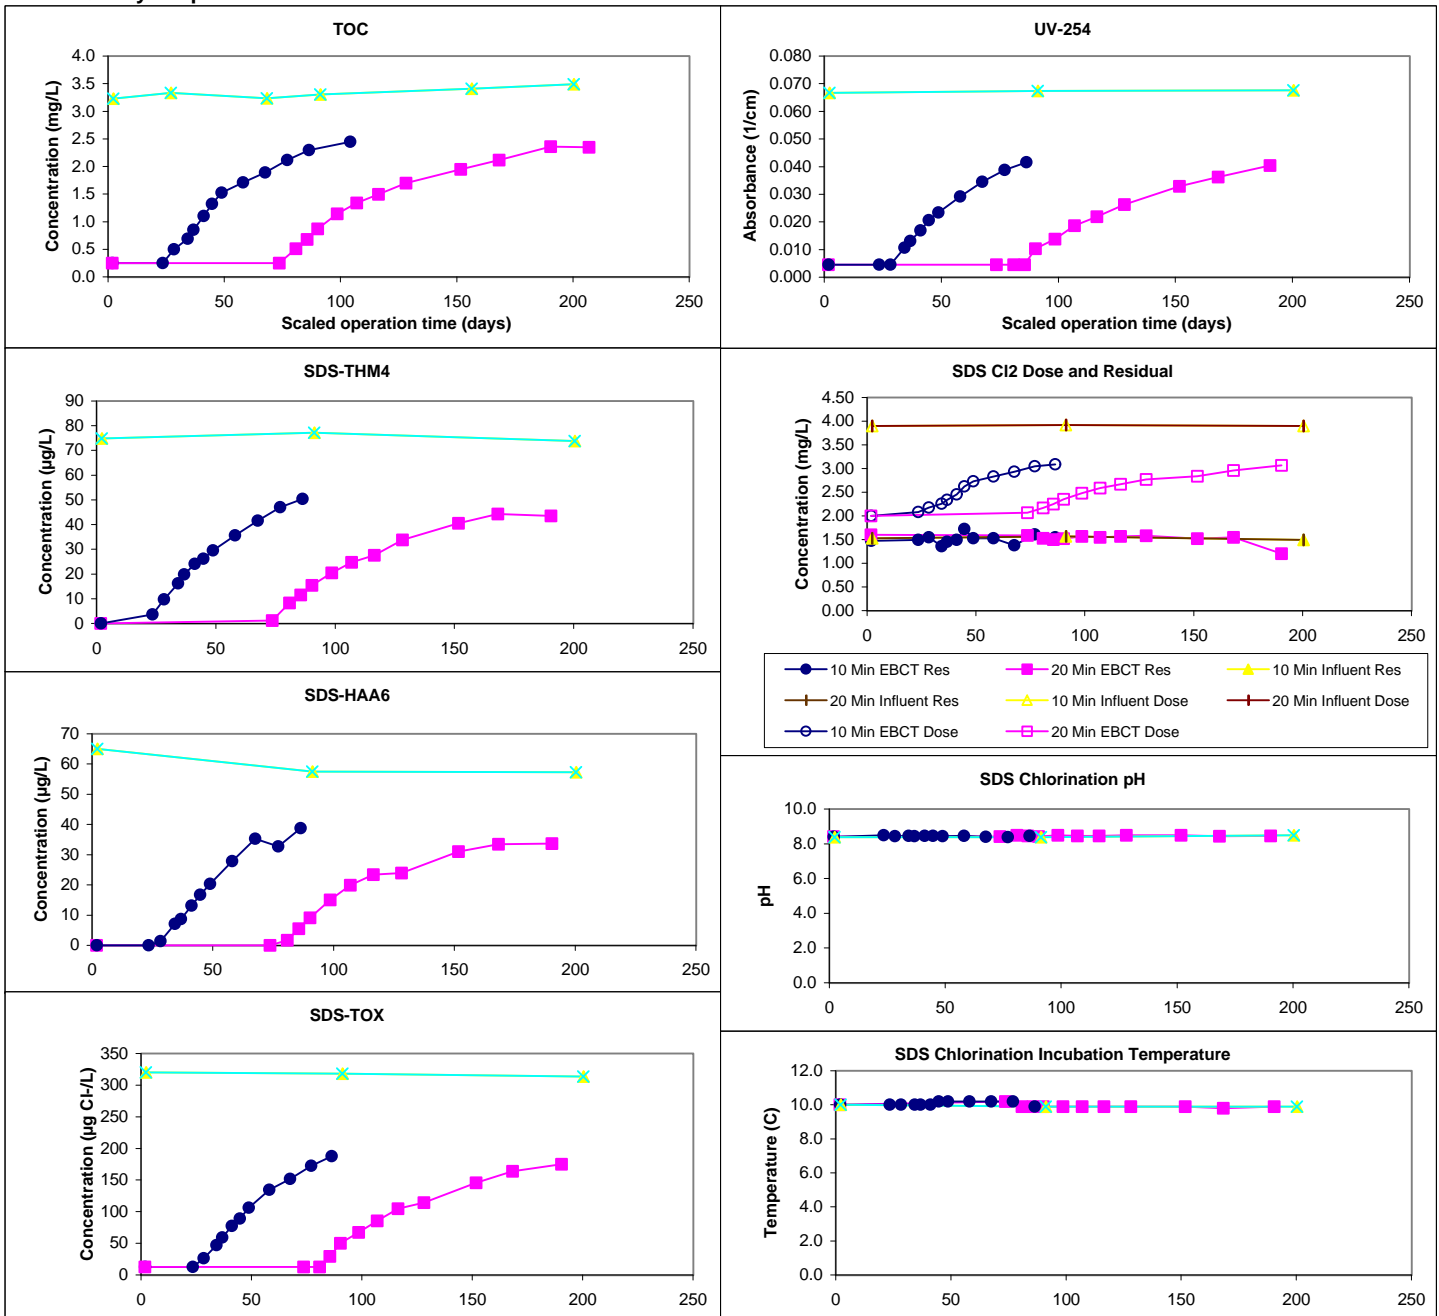 TOC
4.0
3.5
3.0
2.5
2.0
1.5
1.0
0.5
0.0
Concentration (mg/L)
0 50 100 150 200 250
Scaled operation time (days)
UV-254
0.080
0.070
0.060
0.050
0.040
0.030
0.020
0.010
0.000
Absorbance (1/cm)
0 50 100 150 200 250
Scaled operation time (days)
SDS-THM4
90
80
70
60
50
40
30
20
10
0
Concentration (µg/L)
0 50 100 150 200 250
SDS Cl2 Dose and Residual
4.50
4.00
3.50
3.00
2.50
2.00
1.50
1.00
0.50
0.00
Concentration (mg/L)
0 50 100 150 200 250
10 Min EBCT Res 20 Min EBCT Res 10 Min Influent Res
20 Min Influent Res 10 Min Influent Dose 20 Min Influent Dose
10 Min EBCT Dose 20 Min EBCT Dose
SDS-HAA6
70
60
50
40
30
20
10
0
Concentration (µg/L)
0 50 100 150 200 250
SDS Chlorination pH
10.0
8.0
6.0
4.0
2.0
0.0
pH
0 50 100 150 200 250
SDS-TOX
350
300
250
200
150
100
50
0
Concentration (µg Cl-/L)
0 50 100 150 200 250
SDS Chlorination Incubation Temperature
12.0
10.0
8.0
6.0
4.0
2.0
0.0
Temperature (C)
0 50 100 150 200 250